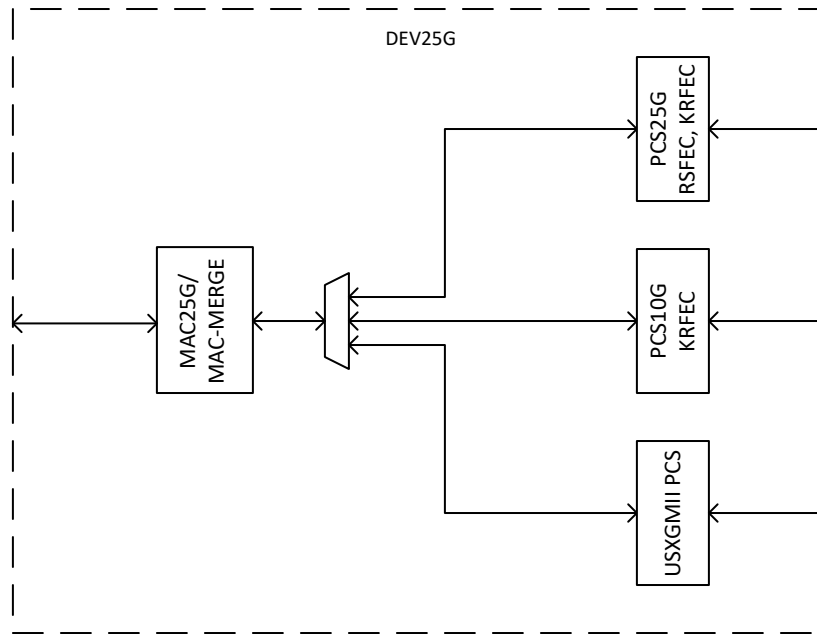 DEV25G
PCS25G
RSFEC, KRFEC
MAC25G/
MAC-MERGE
PCS10G
KRFEC
USXGMII PCS